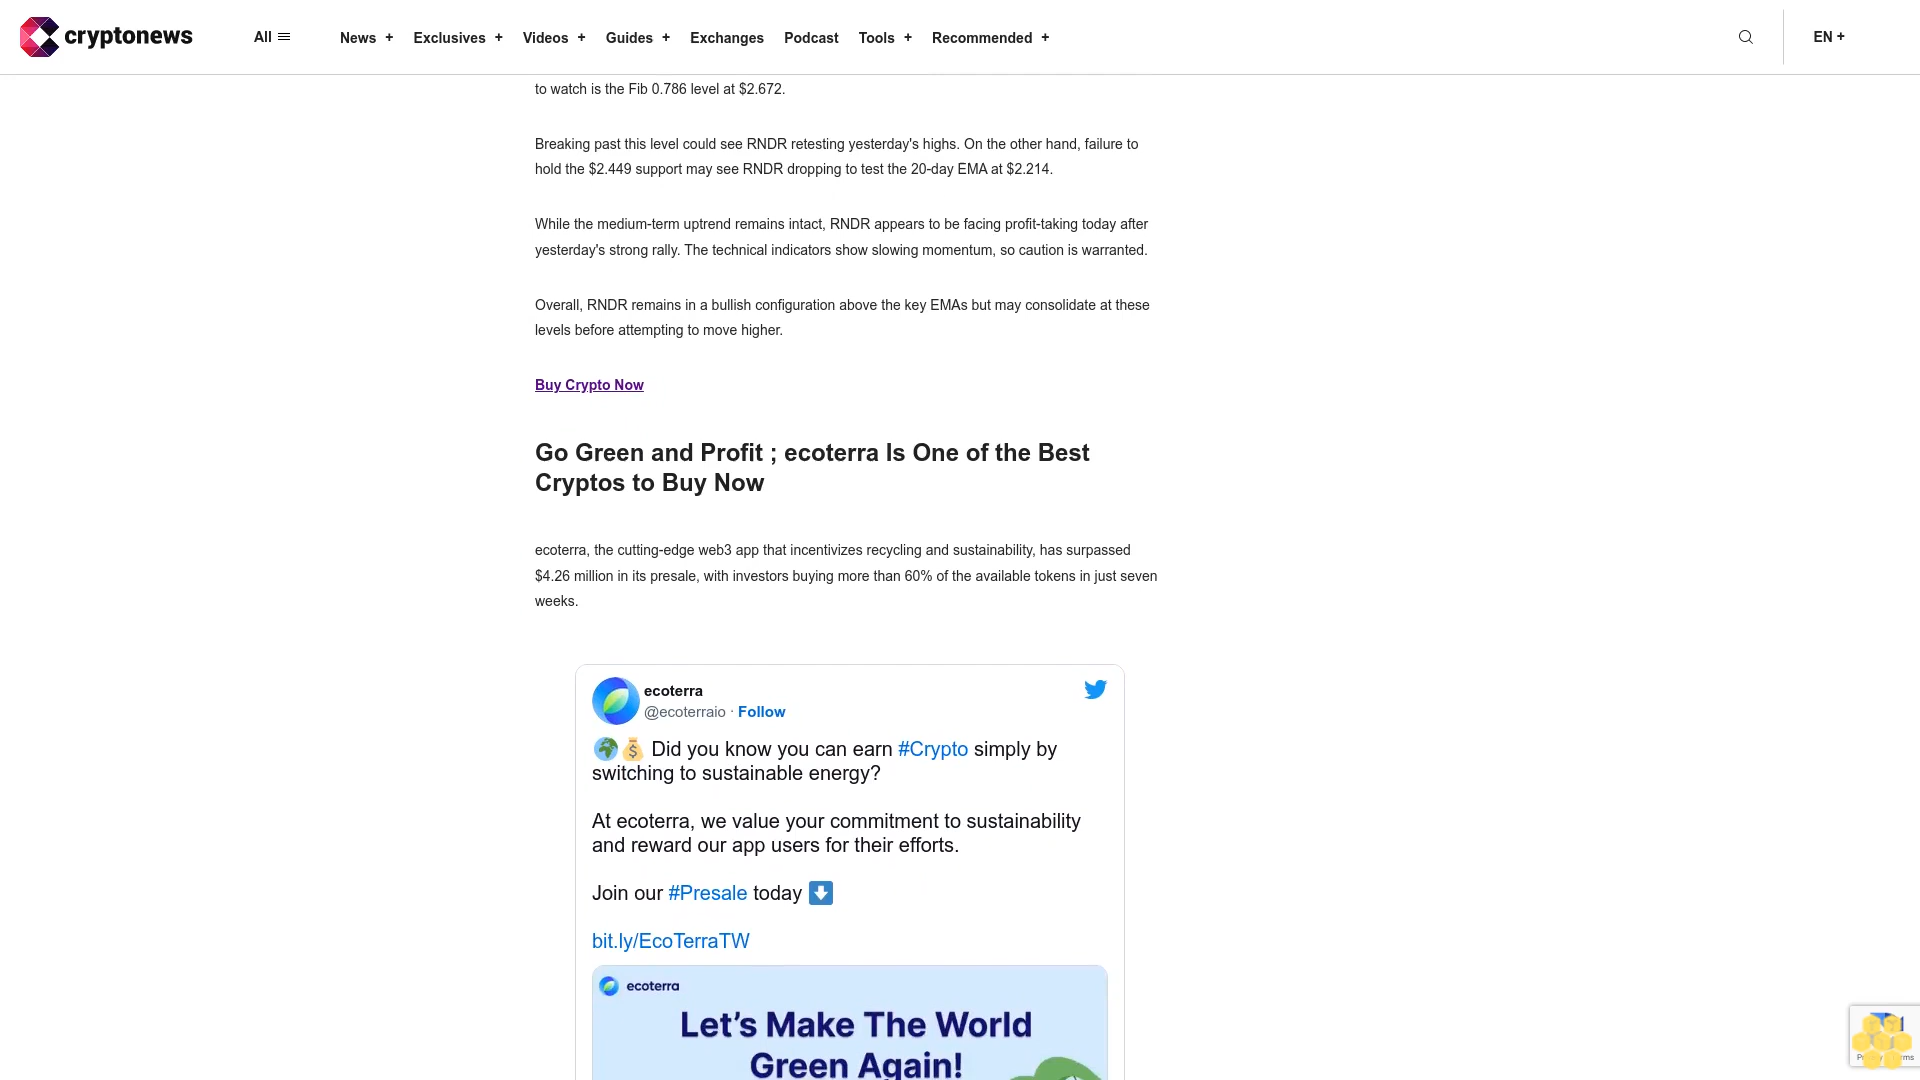 cryptonews
All
News +
Exclusives +
Videos +
Guides +
Exchanges
Podcast
Tools +
Recommended +
EN +
to watch is the Fib 0.786 level at $2.672.
Breaking past this level could see RNDR retesting yesterday's highs. On the other hand, failure to
hold the $2.449 support may see RNDR dropping to test the 20-day EMA at $2.214.
While the medium-term uptrend remains intact, RNDR appears to be facing profit-taking today after
yesterday's strong rally. The technical indicators show slowing momentum, so caution is warranted.
Overall, RNDR remains in a bullish configuration above the key EMAs but may consolidate at these
levels before attempting to move higher.
Buy Crypto Now
Go Green and Profit ; ecoterra Is One of the Best
Cryptos to Buy Now
ecoterra, the cutting-edge web3 app that incentivizes recycling and sustainability, has surpassed
$4.26 million in its presale, with investors buying more than 60% of the available tokens in just seven
weeks.
ecoterra
@ecoterraio · Follow
Did you know you can earn #Crypto simply by
switching to sustainable energy?
At ecoterra, we value your commitment to sustainability
and reward our app users for their efforts.
Join our #Presale today
bit.ly/EcoTerraTW
ecoterra
Let's Make The World
Green Again!